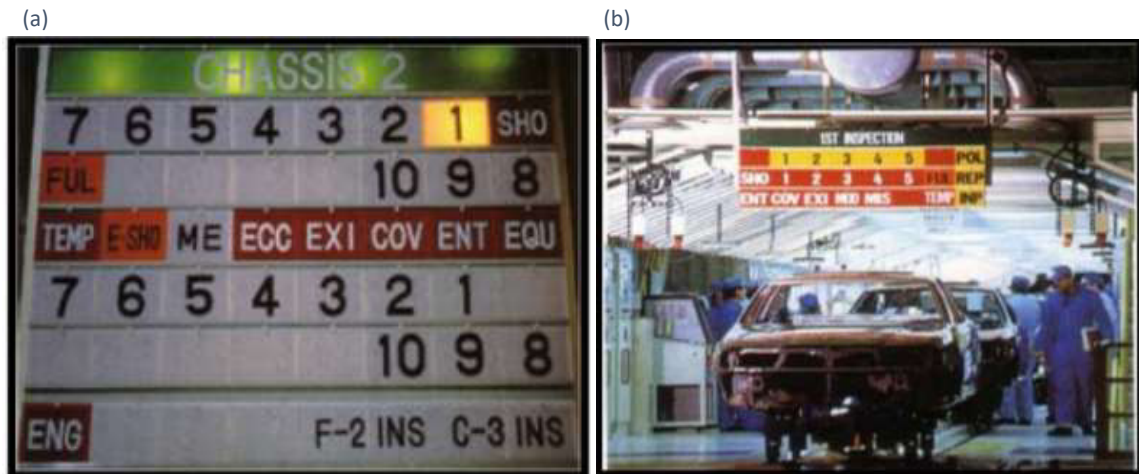 (a) (b)
CHASSIS 2
7 6 5 4 3 2 1 SHO
FUL 10 9 8
TEMP E-SHO ME ECC EXI COV ENT EQU
7 6 5 4 3 2 1
10 9 8
ENG F-2 INS C-3 INS
1ST INSPECTION
1 2 3 4 5 POL
SHO 1 2 3 4 5 FUL REP
ENT COV EXI MOD MES TEMP INP